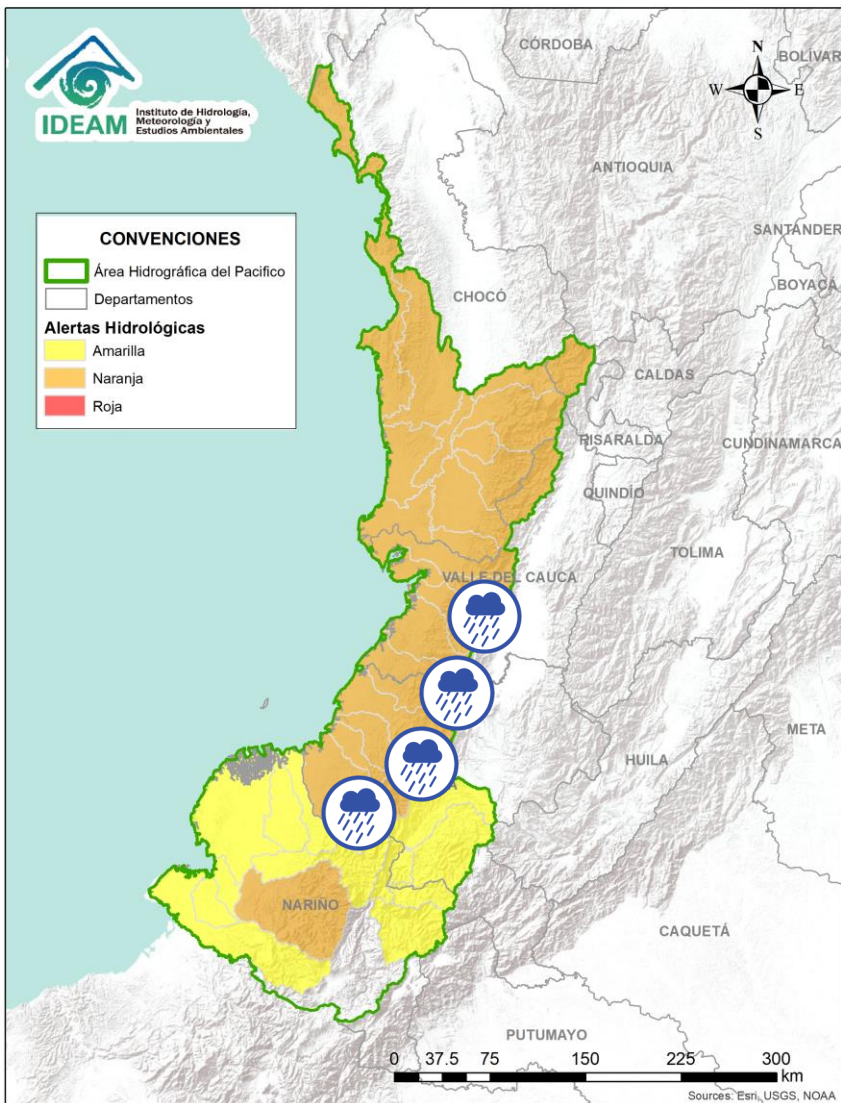 IDEAM
Instituto de Hidrología,
Meteorología y
Estudios Ambientales
CÓRDOBA
BOLÍVAR
N
W
E
S
ANTIOQUIA
SANTANDER
BOYACÁ
CONVENCIONES
Área Hidrográfica del Pacifico
Departamentos
Alertas Hidrológicas
Amarilla
Naranja
Roja
CHOCÓ
CALDAS
RISARALDA
CUNDINAMARCA
QUINDÍO
TOLIMA
VALLE DEL CAUCA
META
HUILA
NARIÑO
CAQUETÁ
PUTUMAYO
0 37.5 75 150 225 300
km
Sources: Esri, USGS, NOAA